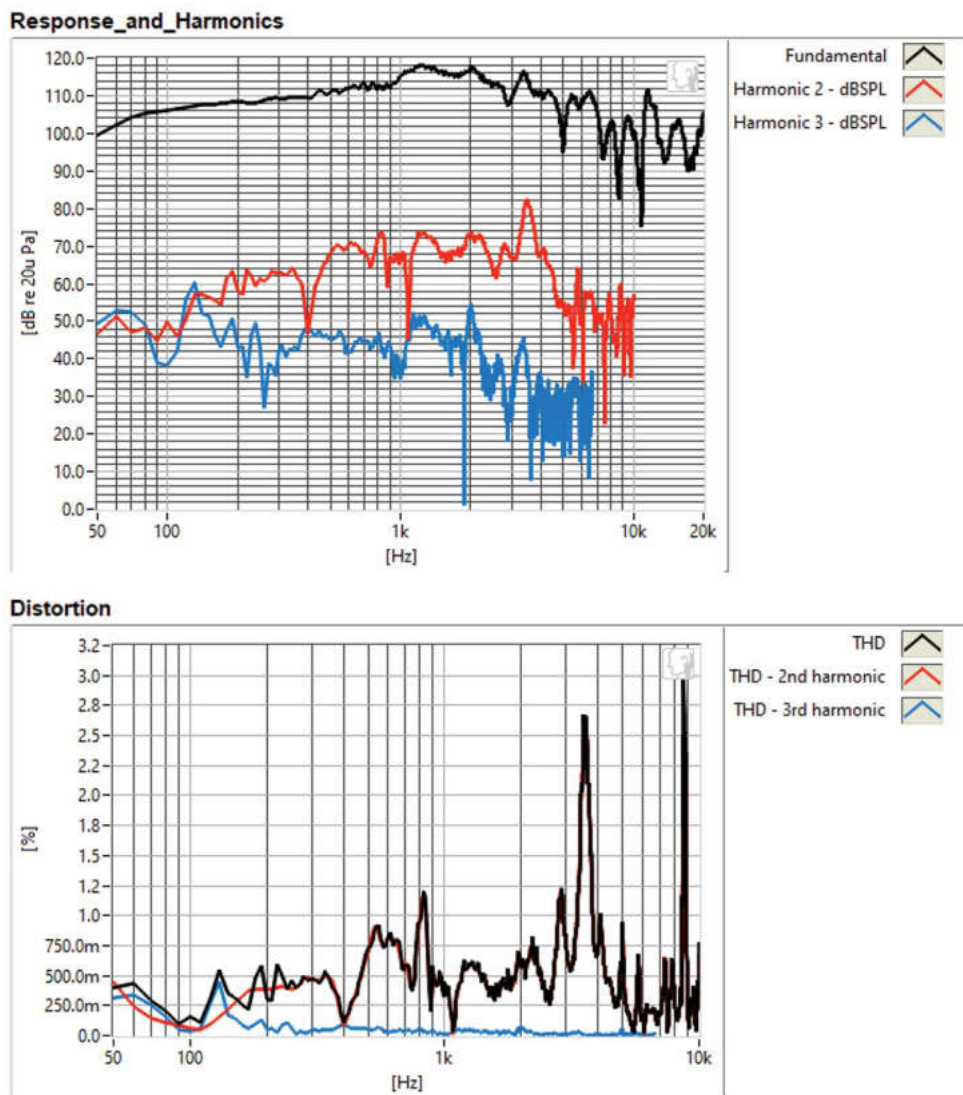 Response_and_Harmonics
120.0
110.0
100.0
90.0
80.0
70.0
60.0
50.0
40.0
30.0
20.0
10.0
0.0
[dB re 20u Pa]
50
100
1k
10k
20k
[Hz]
Fundamental
Harmonic 2 - dBSPL
Harmonic 3 - dBSPL
Distortion
3.2
3.0
2.8
2.5
2.2
2.0
1.8
1.5
1.2
1.0
750.0m
500.0m
250.0m
0.0
[%]
50
100
1k
10k
[Hz]
THD
THD - 2nd harmonic
THD - 3rd harmonic